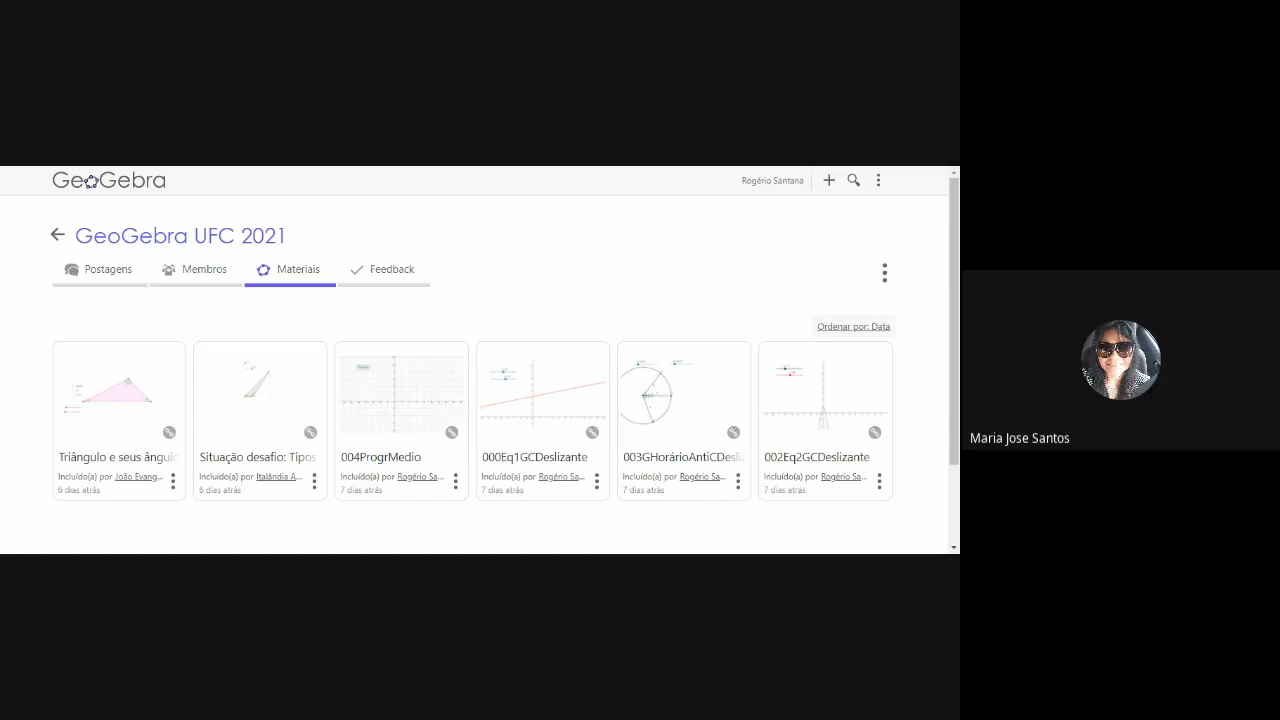 GeoGebra
Rogério Santana
GeoGebra UFC 2021
Postagens Membros Materiais Feedback
Ordenar por: Data
Triângulo e seus ângulo
Incluído(a) por João Evang...
6 dias atrás
Situação desafio: Tipos
Incluído(a) por Italândia A...
6 dias atrás
004ProgrMedio
Incluído(a) por Rogério Sa...
7 dias atrás
000Eq1GCDeslizante
Incluído(a) por Rogério Sa...
7 dias atrás
003GHorárioAntiCDesliz
Incluído(a) por Rogério Sa...
7 dias atrás
002Eq2GCDeslizante
Incluído(a) por Rogério Sa...
7 dias atrás
Maria Jose Santos